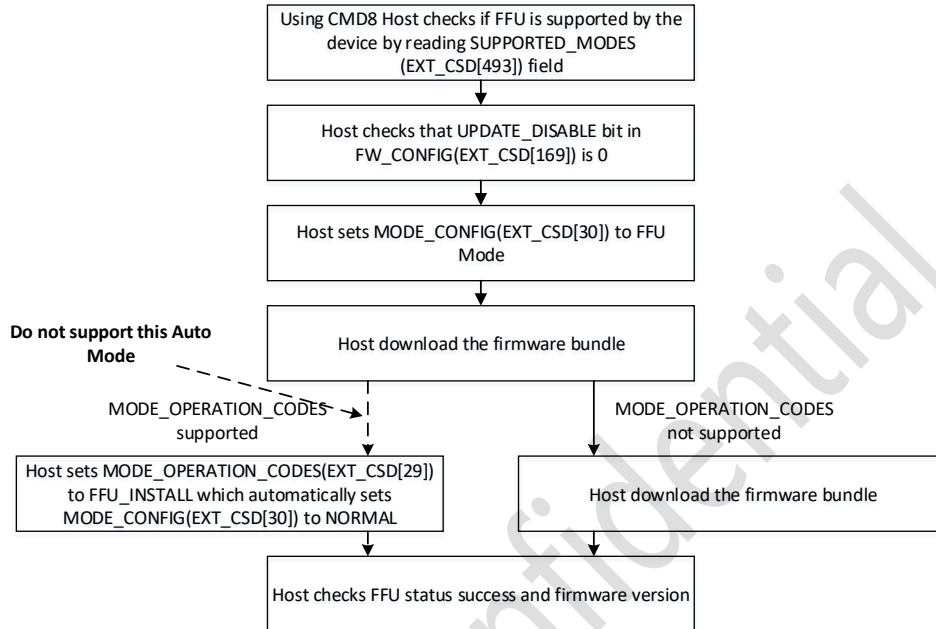 Using CMD8 Host checks if FFU is supported by the
device by reading SUPPORTED_MODES
(EXT_CSD[493]) field
Host checks that UPDATE_DISABLE bit in
FW_CONFIG(EXT_CSD[169]) is 0
Host sets MODE_CONFIG(EXT_CSD[30]) to FFU
Mode
Host download the firmware bundle
Do not support this Auto
Mode
MODE_OPERATION_CODES
supported
MODE_OPERATION_CODES
not supported
Host sets MODE_OPERATION_CODES(EXT_CSD[29])
to FFU_INSTALL which automatically sets
MODE_CONFIG(EXT_CSD[30]) to NORMAL
Host download the firmware bundle
Host checks FFU status success and firmware version
onfidential